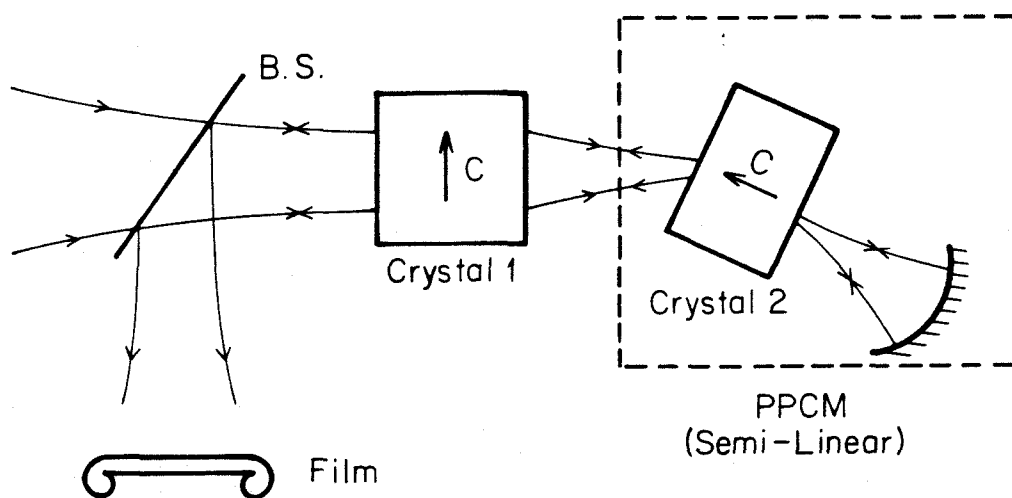 B.S.
C
Crystal 1
C
Crystal 2
PPCM
(Semi-Linear)
Film